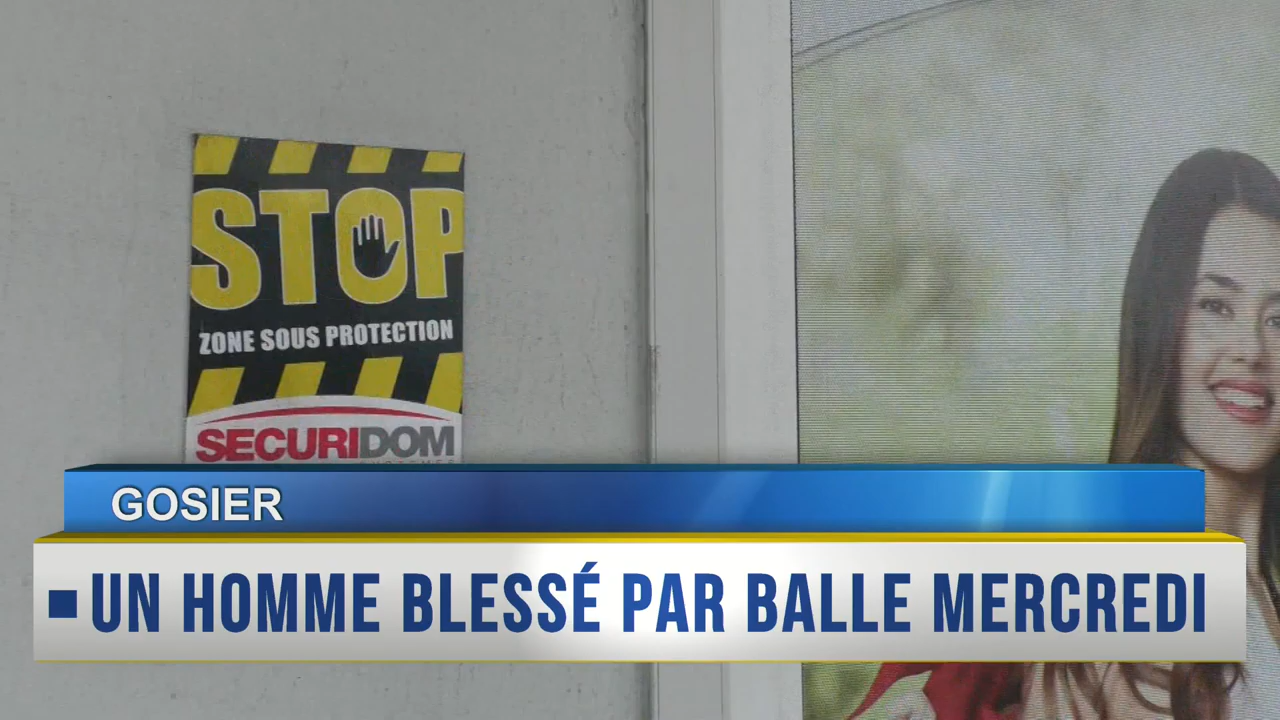 STOP
ZONE SOUS PROTECTION
SECURIDOM
GOSIER
UN HOMME BLESSÉ PAR BALLE MERCREDI